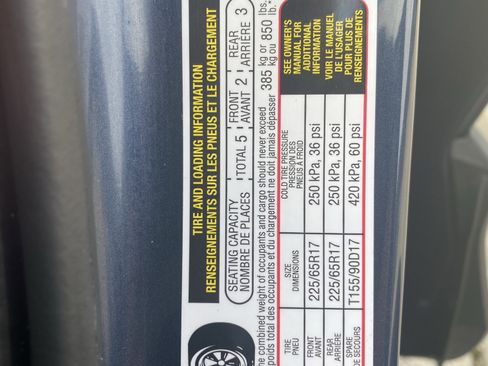 TIRE AND LOADING INFORMATION
RENSEIGNEMENTS SUR LES PNEUS ET LE CHARGEMENT
SEATING CAPACITY
NOMBRE DE PLACES
TOTAL 5
FRONT
AVANT
2
REAR
ARRIÈRE
3
he combined weight of occupants and cargo should never exceed
poids total des occupants et du chargement ne doit jamais dépasser
385 kg or 850 lbs.
kg ou 850 lb.
TIRE
PNEU
SIZE
DIMENSIONS
COLD TIRE PRESSURE
PRESSION DES
PNEUS À FROID
FRONT
AVANT
225/65R17
250 kPa, 36 psi
REAR
ARRIÈRE
225/65R17
250 kPa, 36 psi
SPARE
DE SECOURS
T155/90D17
420 kPa, 60 psi
SEE OWNER'S
MANUAL FOR
ADDITIONAL
INFORMATION
VOIR LE MANUEL
DE L'USAGER
POUR PLUS DE
RENSEIGNEMENTS